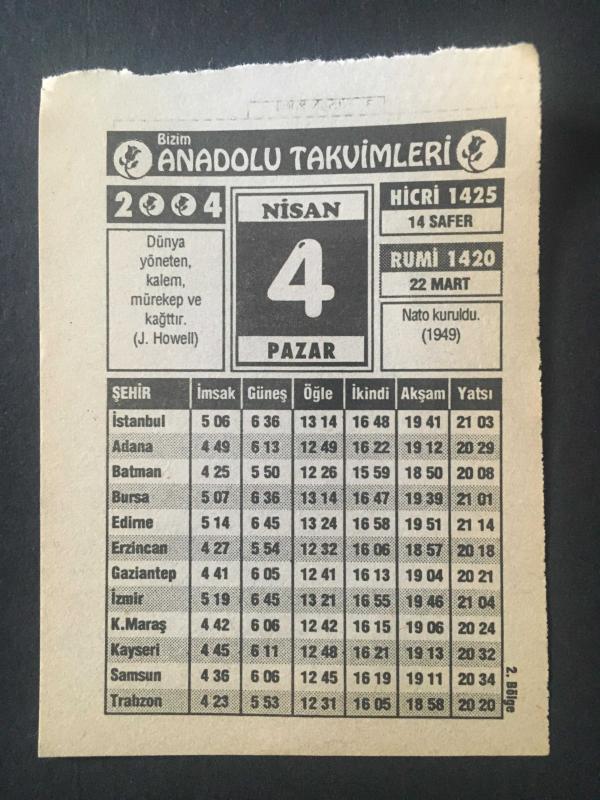 Bizim
ANADOLU TAKVİMLERİ
2004
NİSAN
4
PAZAR
HİCRİ 1425
14 SAFER
RUMİ 1420
22 MART
Dünya
yöneten,
kalem,
mürekep ve
kağttır.
(J. Howell)
Nato kuruldu.
(1949)
ŞEHİR İmsak Güneş Öğle İkindi Akşam Yatsı
İstanbul 5 06 6 36 13 14 16 48 19 41 21 03
Adana 4 49 6 13 12 49 16 22 19 12 20 29
Batman 4 25 5 50 12 26 15 59 18 50 20 08
Bursa 5 07 6 36 13 14 16 47 19 39 21 01
Edirne 5 14 6 45 13 24 16 58 19 51 21 14
Erzincan 4 27 5 54 12 32 16 06 18 57 20 18
Gaziantep 4 41 6 05 12 41 16 13 19 04 20 21
İzmir 5 19 6 45 13 21 16 55 19 46 21 04
K.Maraş 4 42 6 06 12 42 16 15 19 06 20 24
Kayseri 4 45 6 11 12 48 16 21 19 13 20 32
Samsun 4 36 6 06 12 45 16 19 19 11 20 34
Trabzon 4 23 5 53 12 31 16 05 18 58 20 20
2. Bölge